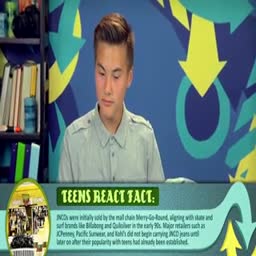 TEENS REACT FACT:
JNCOs were initially sold by the mall chain Merry-Go-Round, aligning with skate and
surf brands like Billabong and Quiksilver in the early 90s. Major retailers such as
JCPenney, Pacific Sunwear, and Kohl's did not begin carrying JNCO jeans until
later on after their popularity with teens had already been established.